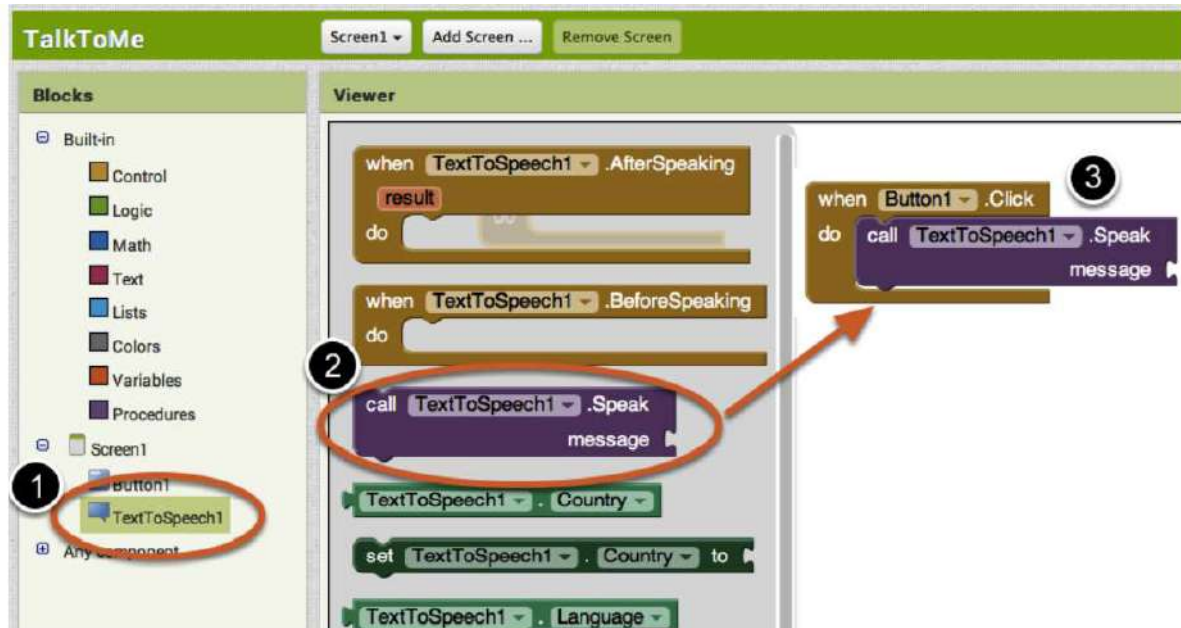 TalkToMe
Screen1
Add Screen ...
Remove Screen
Blocks
Viewer
Built-in
Control
Logic
Math
Text
Lists
Colors
Variables
Procedures
Screen1
Button1
TextToSpeech1
Any component
1
when TextToSpeech1 .AfterSpeaking
result
do
when TextToSpeech1 .BeforeSpeaking
do
2
call TextToSpeech1 .Speak
message
TextToSpeech1 . Country
set TextToSpeech1 . Country to
TextToSpeech1 . Language
3
when Button1 .Click
do call TextToSpeech1 .Speak
message